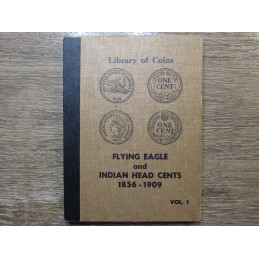 Library of Coins
ONE
CENT
ONE
CENT
FLYING EAGLE
and
INDIAN HEAD CENTS
1856-1909
VOL. 1